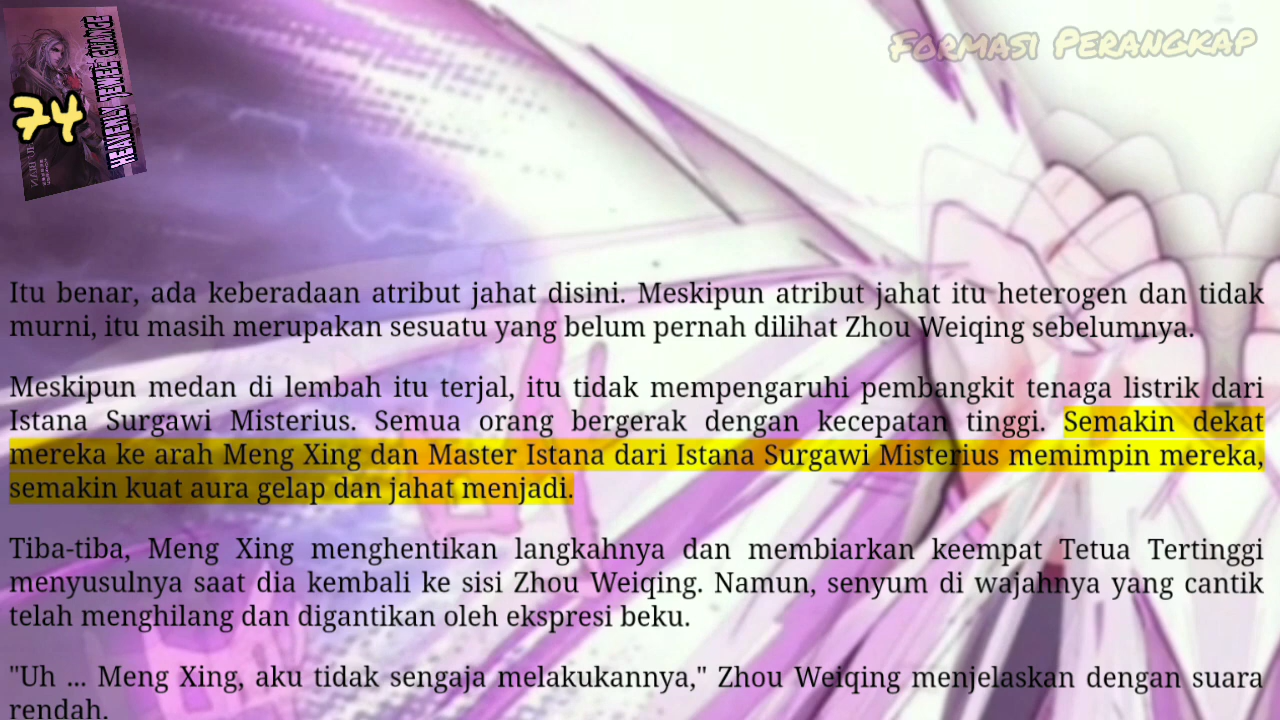 HEAVENLY JEWEL CHANGE
74
Formasi Perangkap
Itu benar, ada keberadaan atribut jahat disini. Meskipun atribut jahat itu heterogen dan tidak
murni, itu masih merupakan sesuatu yang belum pernah dilihat Zhou Weiqing sebelumnya.
Meskipun medan di lembah itu terjal, itu tidak mempengaruhi pembangkit tenaga listrik dari
Istana Surgawi Misterius. Semua orang bergerak dengan kecepatan tinggi. Semakin dekat
mereka ke arah Meng Xing dan Master Istana dari Istana Surgawi Misterius memimpin mereka,
semakin kuat aura gelap dan jahat menjadi.
Tiba-tiba, Meng Xing menghentikan langkahnya dan membiarkan keempat Tetua Tertinggi
menyusulnya saat dia kembali ke sisi Zhou Weiqing. Namun, senyum di wajahnya yang cantik
telah menghilang dan digantikan oleh ekspresi beku.
"Uh ... Meng Xing, aku tidak sengaja melakukannya," Zhou Weiqing menjelaskan dengan suara
rendah.